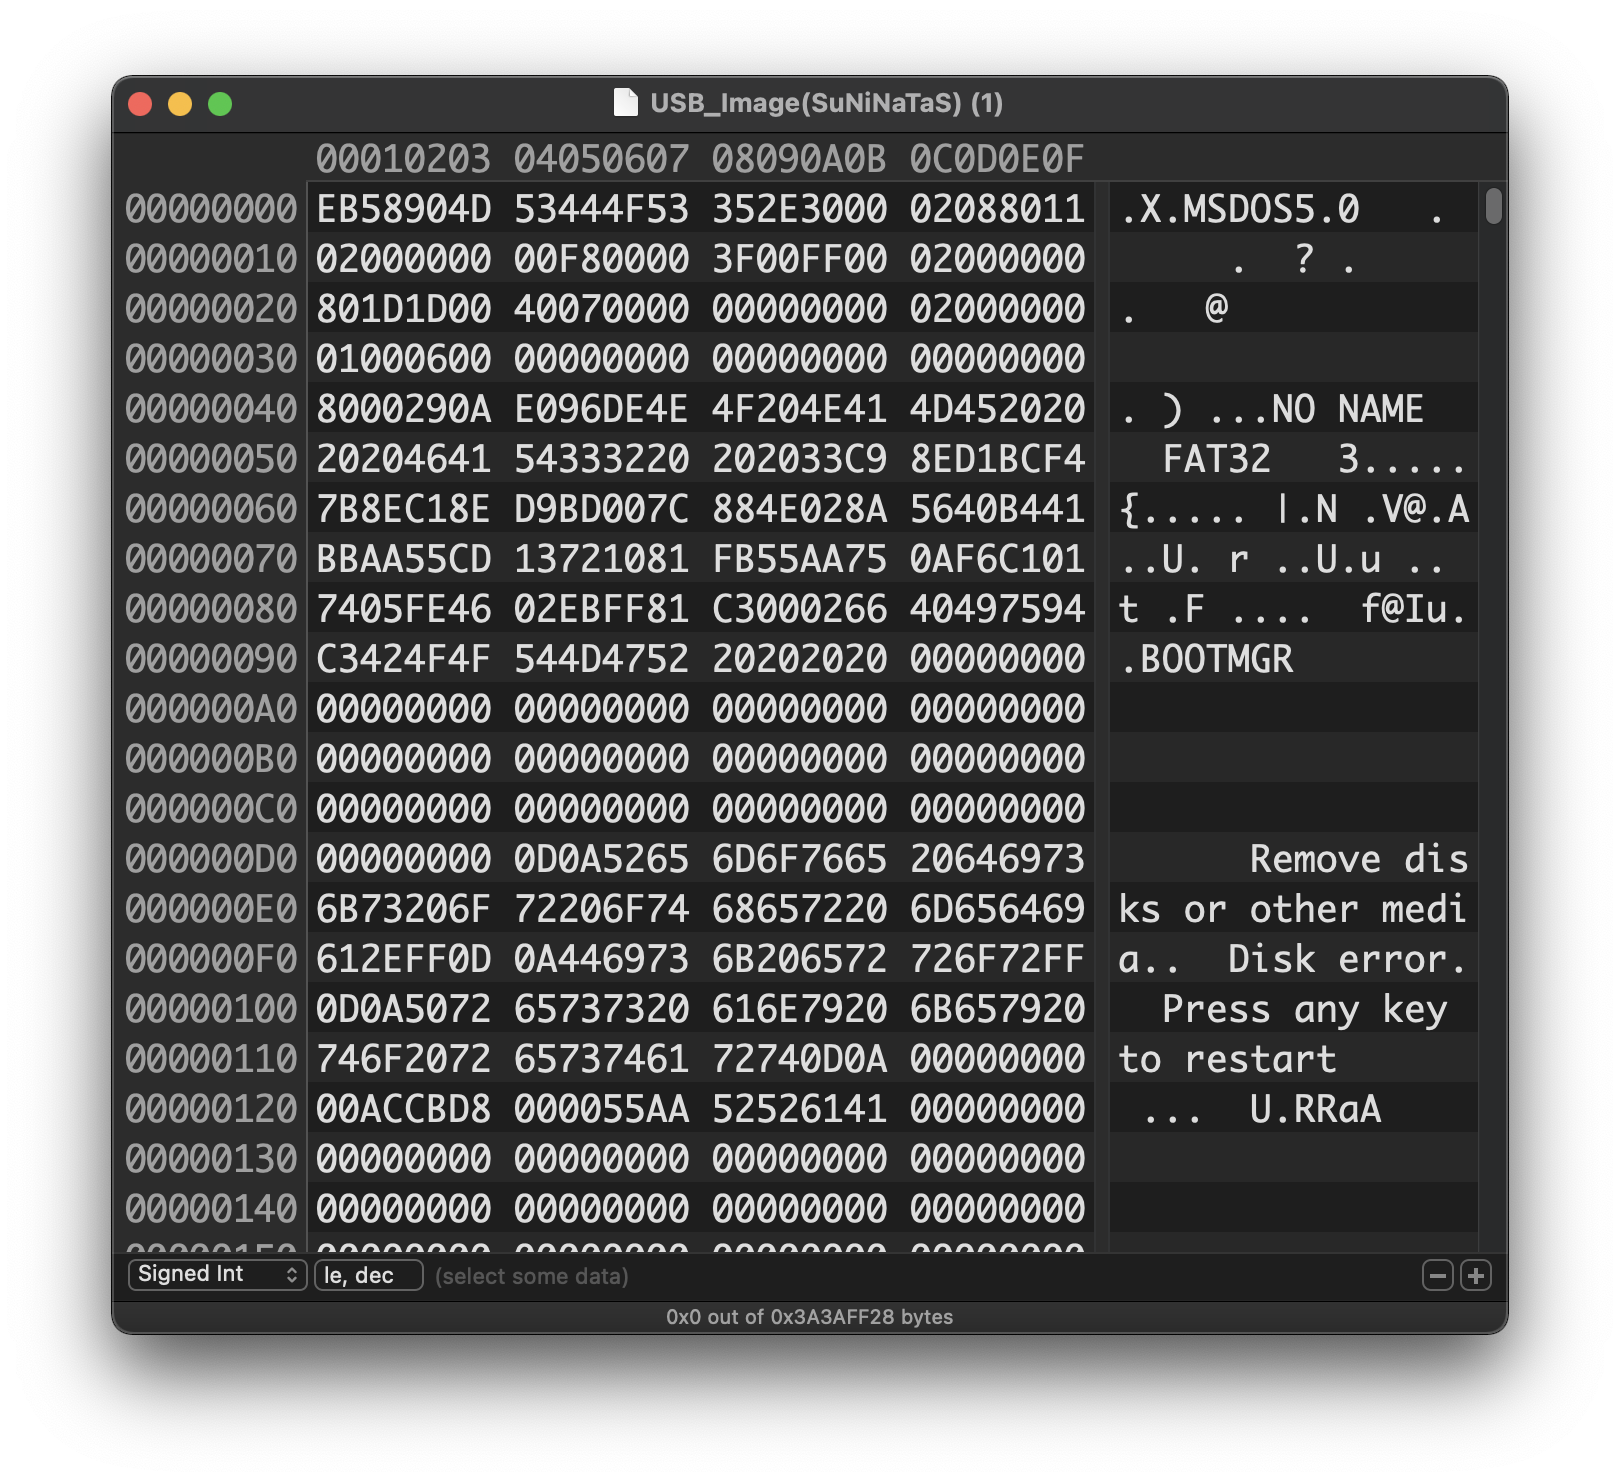 USB_Image(SuNiNaTaS) (1)
00010203 04050607 08090A0B 0C0D0E0F
00000000 EB58904D 53444F53 352E3000 02088011 .X.MSDOS5.0   .
00000010 02000000 00F80000 3F00FF00 02000000      .  ? .
00000020 801D1D00 40070000 00000000 02000000 .   @
00000030 01000600 00000000 00000000 00000000
00000040 8000290A E096DE4E 4F204E41 4D452020 . ) ...NO NAME
00000050 20204641 54333220 202033C9 8ED1BCF4   FAT32   3.....
00000060 7B8EC18E D9BD007C 884E028A 5640B441 {..... |.N .V@.A
00000070 BBAA55CD 13721081 FB55AA75 0AF6C101 ..U. r ..U.u ..
00000080 7405FE46 02EBFF81 C3000266 40497594 t .F ....  f@Iu.
00000090 C3424F4F 544D4752 20202020 00000000 .BOOTMGR
000000A0 00000000 00000000 00000000 00000000
000000B0 00000000 00000000 00000000 00000000
000000C0 00000000 00000000 00000000 00000000
000000D0 00000000 0D0A5265 6D6F7665 20646973       Remove dis
000000E0 6B73206F 72206F74 68657220 6D656469 ks or other medi
000000F0 612EFF0D 0A446973 6B206572 726F72FF a..  Disk error.
00000100 0D0A5072 65737320 616E7920 6B657920   Press any key
00000110 746F2072 65737461 72740D0A 00000000 to restart
00000120 00ACCBD8 000055AA 52526141 00000000  ...  U.RRaA
00000130 00000000 00000000 00000000 00000000
00000140 00000000 00000000 00000000 00000000
Signed Int le, dec (select some data)
0x0 out of 0x3A3AFF28 bytes